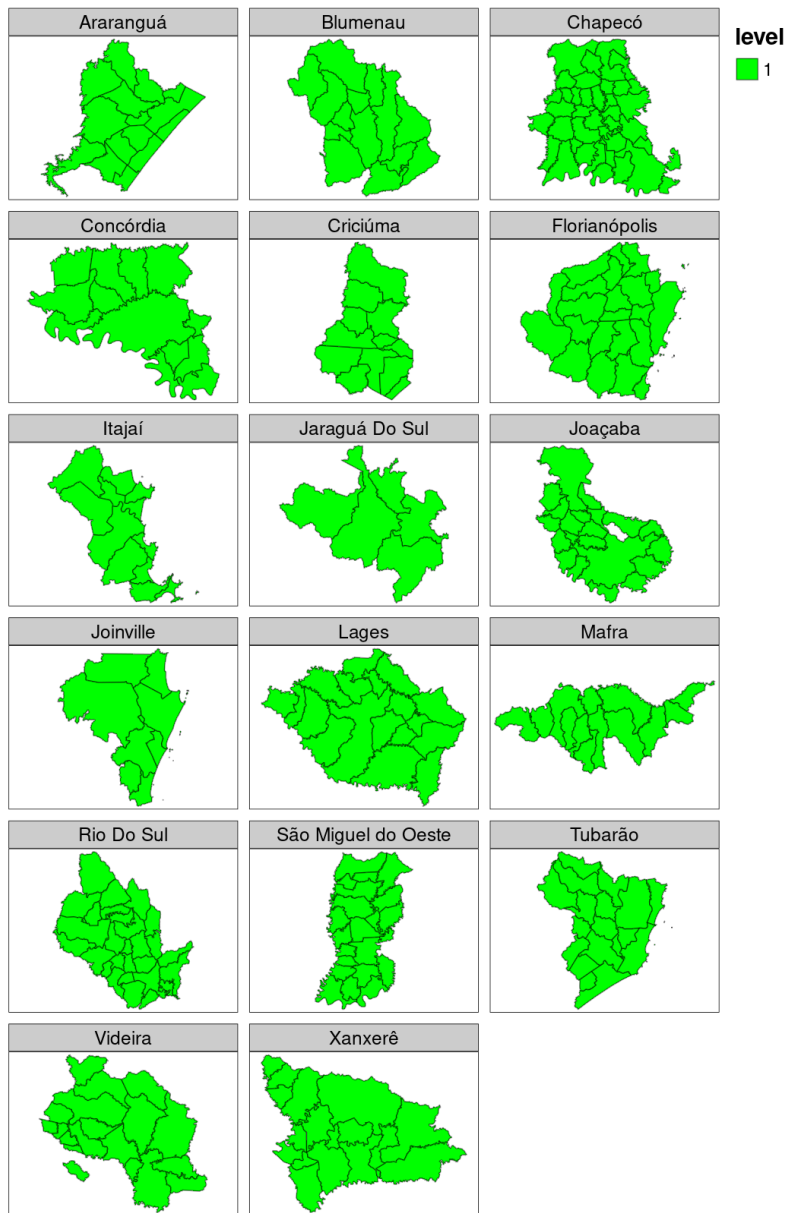 Araranguá
Blumenau
Chapecó
level
1
Concórdia
Criciúma
Florianópolis
Itajaí
Jaraguá Do Sul
Joaçaba
Joinville
Lages
Mafra
Rio Do Sul
São Miguel do Oeste
Tubarão
Videira
Xanxerê